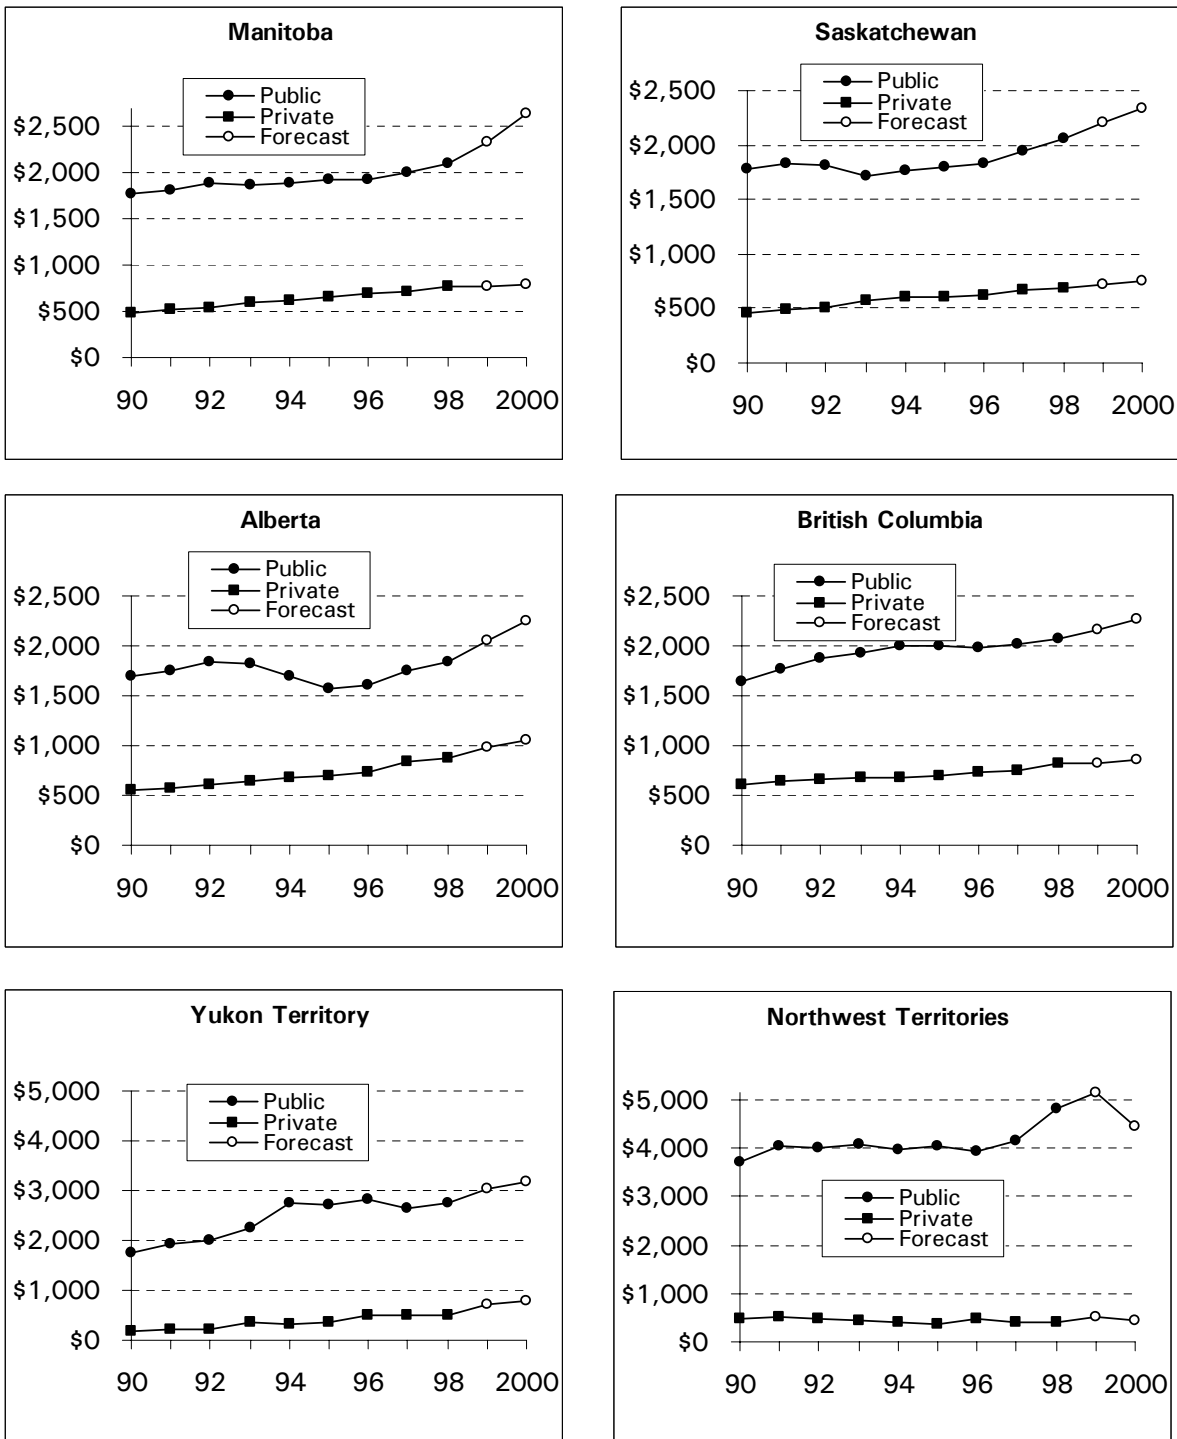 Manitoba
Public
Private
Forecast
$2,500
$2,000
$1,500
$1,000
$500
$0
90 92 94 96 98 2000
Saskatchewan
Public
Private
Forecast
$2,500
$2,000
$1,500
$1,000
$500
$0
90 92 94 96 98 2000
Alberta
Public
Private
Forecast
$2,500
$2,000
$1,500
$1,000
$500
$0
90 92 94 96 98 2000
British Columbia
Public
Private
Forecast
$2,500
$2,000
$1,500
$1,000
$500
$0
90 92 94 96 98 2000
Yukon Territory
Public
Private
Forecast
$5,000
$4,000
$3,000
$2,000
$1,000
$0
90 92 94 96 98 2000
Northwest Territories
$5,000
$4,000
$3,000
$2,000
$1,000
$0
Public
Private
Forecast
90 92 94 96 98 2000